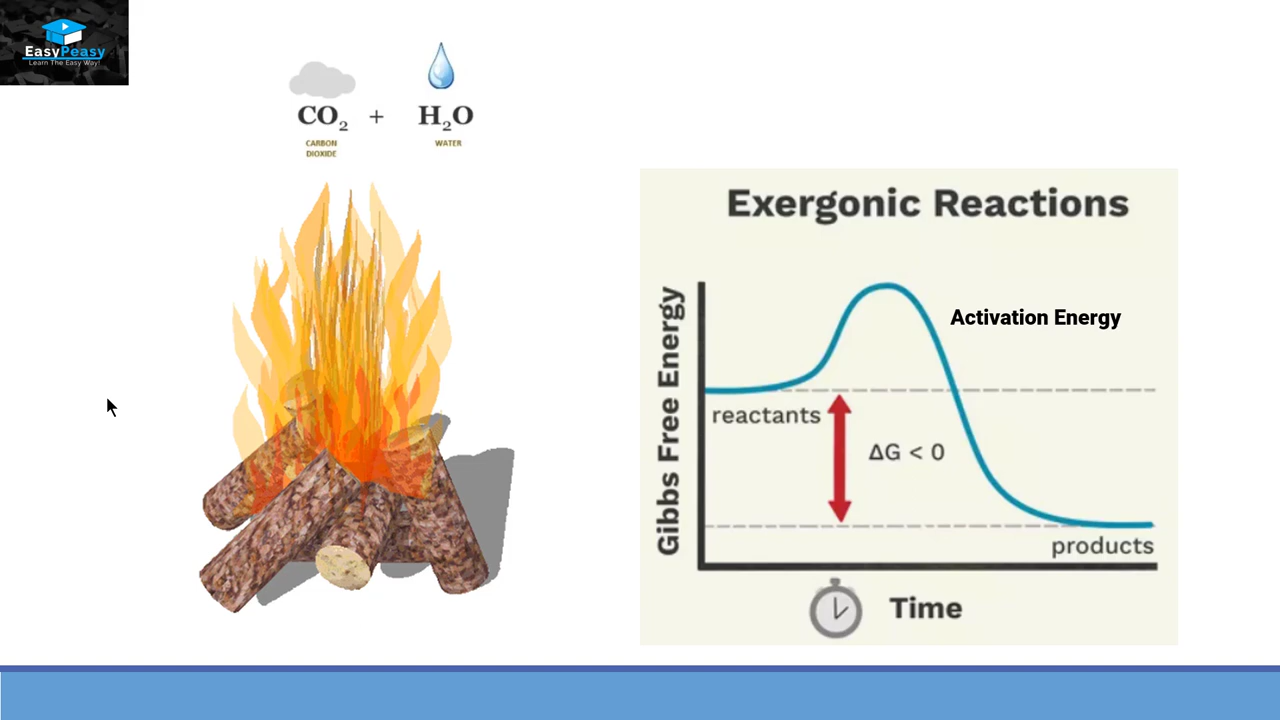 EasyPeasy
Learn The Easy Way!
CO₂ + H₂O
CARBON
DIOXIDE
WATER
Exergonic Reactions
Gibbs Free Energy
Activation Energy
reactants
ΔG < 0
products
Time